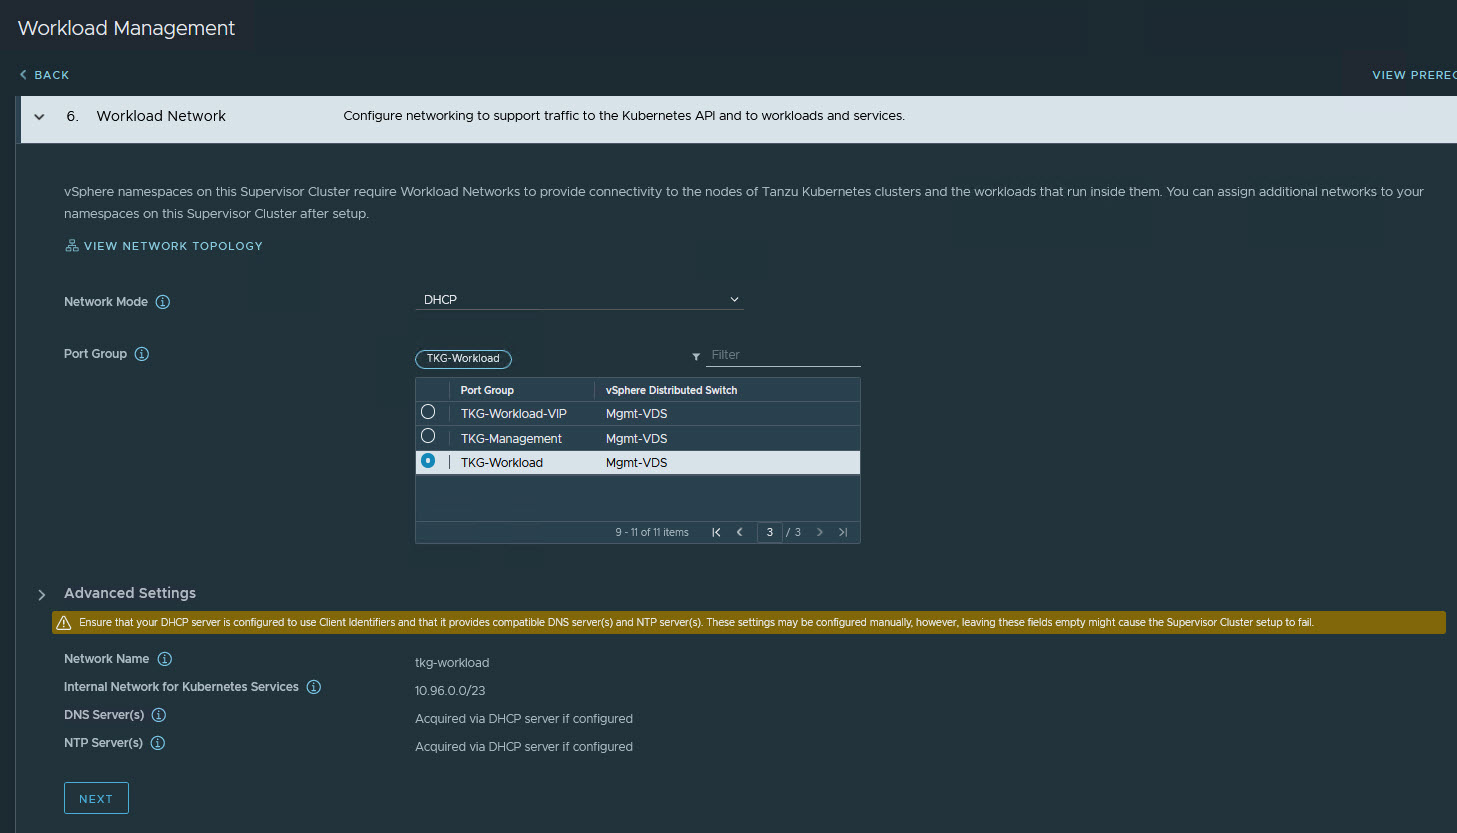 Workload Management
BACK
VIEW PREREC
6. Workload Network Configure networking to support traffic to the Kubernetes API and to workloads and services.
vSphere namespaces on this Supervisor Cluster require Workload Networks to provide connectivity to the nodes of Tanzu Kubernetes clusters and the workloads that run inside them. You can assign additional networks to your
namespaces on this Supervisor Cluster after setup.
VIEW NETWORK TOPOLOGY
Network Mode DHCP
Port Group TKG-Workload Filter
Port Group vSphere Distributed Switch
TKG-Workload-VIP Mgmt-VDS
TKG-Management Mgmt-VDS
TKG-Workload Mgmt-VDS
9 - 11 of 11 items 3 / 3
Advanced Settings
Ensure that your DHCP server is configured to use Client Identifiers and that it provides compatible DNS server(s) and NTP server(s). These settings may be configured manually, however, leaving these fields empty might cause the Supervisor Cluster setup to fail.
Network Name tkg-workload
Internal Network for Kubernetes Services 10.96.0.0/23
DNS Server(s) Acquired via DHCP server if configured
NTP Server(s) Acquired via DHCP server if configured
NEXT